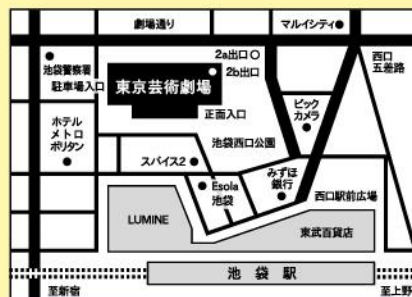 劇場通り
マルイシティ
2a出口
2b出口
西口
五差路
池袋警察署
駐車場入口
東京芸術劇場
正面入口
ビック
カメラ
ホテル
メトロ
ポリタン
池袋西口公園
スパイス2
Esola
池袋
みずほ
銀行
西口駅前広場
LUMINE
東武百貨店
池袋駅
至新宿
至上野